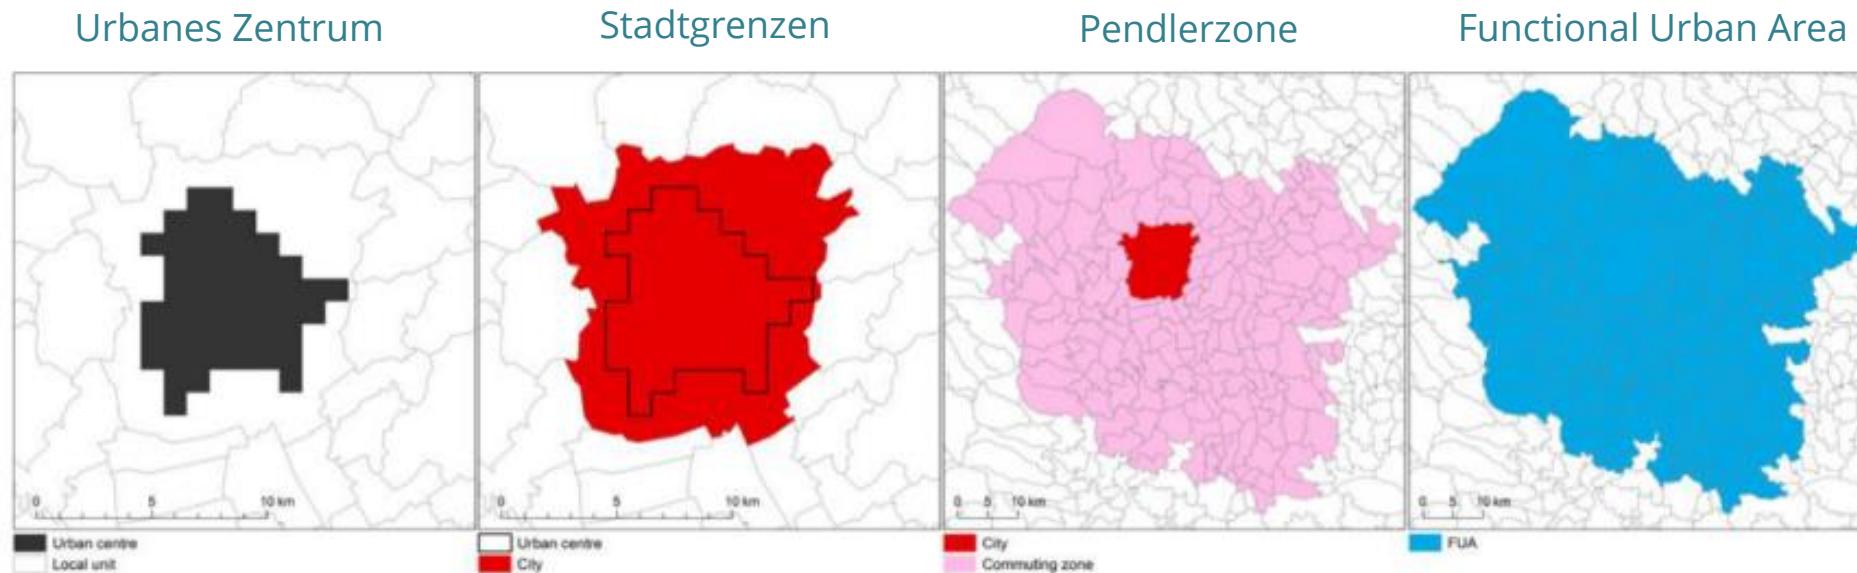 Urbanes Zentrum
Stadtgrenzen
Pendlerzone
Functional Urban Area
0 5 10 km
0 5 10 km
0 5 10 km
0 5 10 km
Urban centre
Local unit
Urban centre
City
City
Commuting zone
FUA